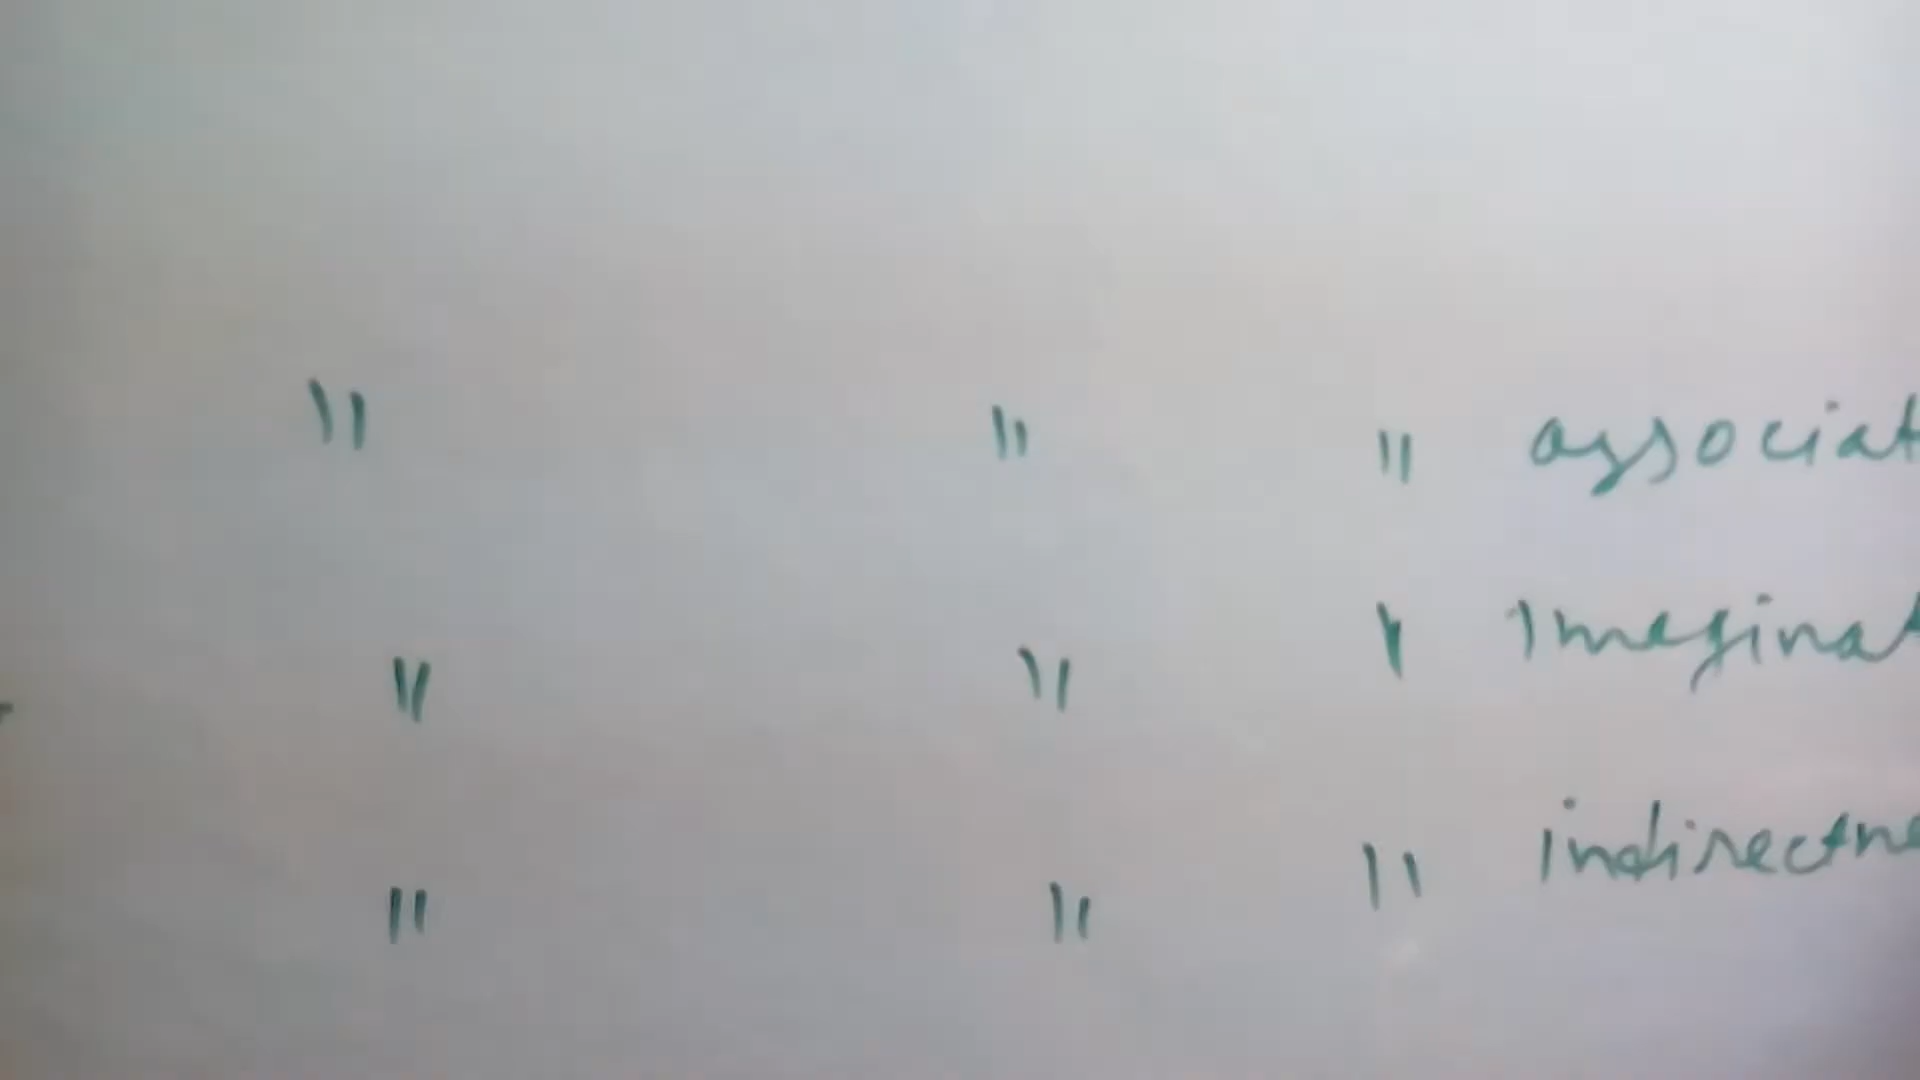 " " " associat
" " " Imaginat
" " " indirectne